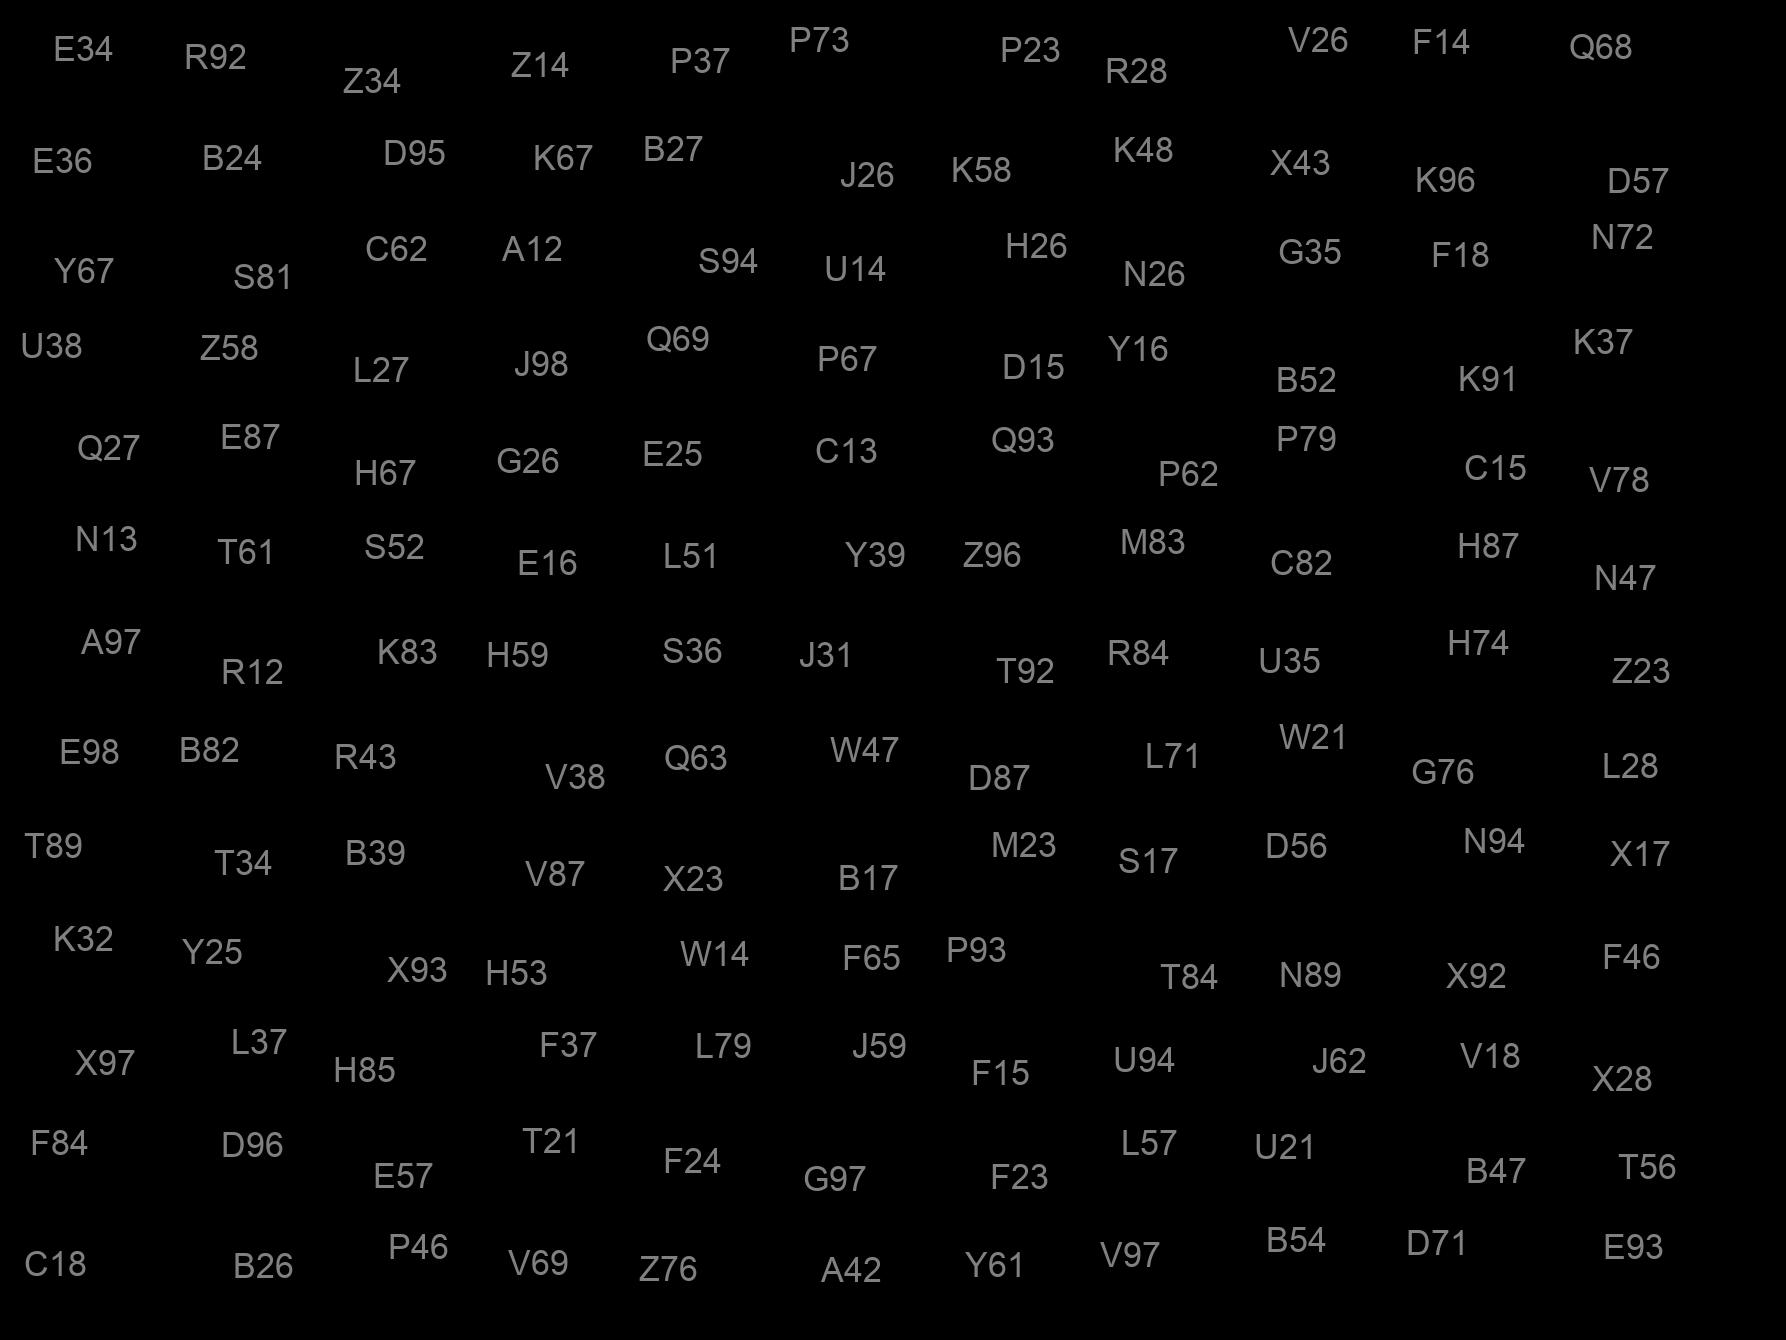 E34 R92 Z34 Z14 P37 P73 P23 R28 V26 F14 Q68
E36 B24 D95 K67 B27 J26 K58 K48 X43 K96 D57
Y67 S81 C62 A12 S94 U14 H26 N26 G35 F18 N72
U38 Z58 L27 J98 Q69 P67 D15 Y16 B52 K91 K37
Q27 E87 H67 G26 E25 C13 Q93 P62 P79 C15 V78
N13 T61 S52 E16 L51 Y39 Z96 M83 C82 H87 N47
A97 R12 K83 H59 S36 J31 T92 R84 U35 H74 Z23
E98 B82 R43 V38 Q63 W47 D87 L71 W21 G76 L28
T89 T34 B39 V87 X23 B17 M23 S17 D56 N94 X17
K32 Y25 X93 H53 W14 F65 P93 T84 N89 X92 F46
X97 L37 H85 F37 L79 J59 F15 U94 J62 V18 X28
F84 D96 E57 T21 F24 G97 F23 L57 U21 B47 T56
C18 B26 P46 V69 Z76 A42 Y61 V97 B54 D71 E93